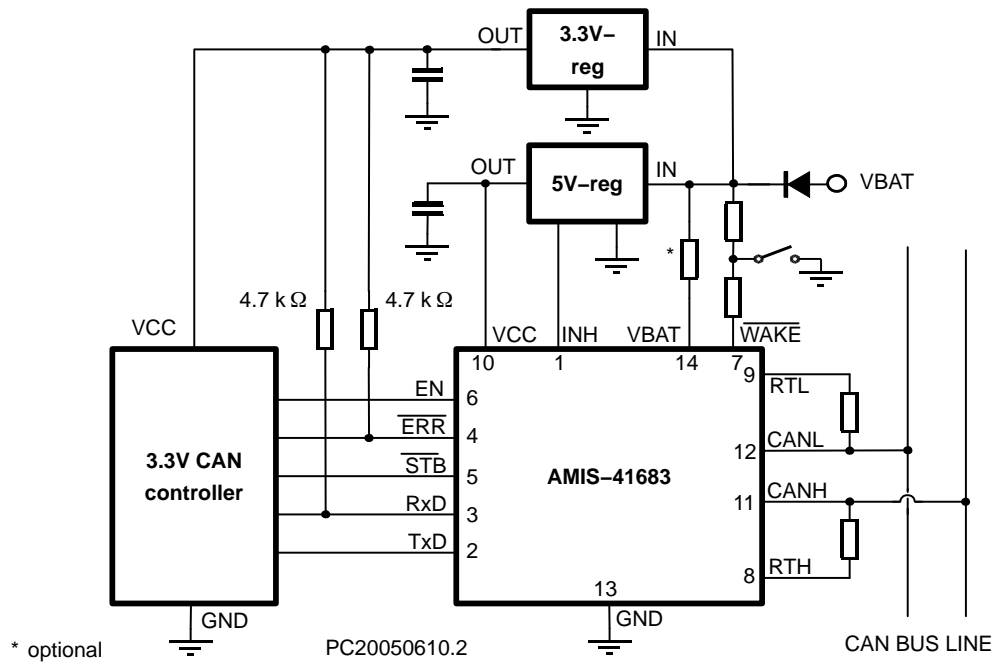 OUT
3.3V–
reg
IN
OUT
5V–reg
IN
VBAT
*
4.7 k Ω
4.7 k Ω
VCC
VCC
INH
VBAT
WAKE
10
1
14
7
9
RTL
EN
6
ERR
4
12
CANL
3.3V CAN
controller
STB
5
AMIS–41683
RxD
3
11
CANH
TxD
2
8
RTH
13
GND
GND
* optional
PC20050610.2
CAN BUS LINE